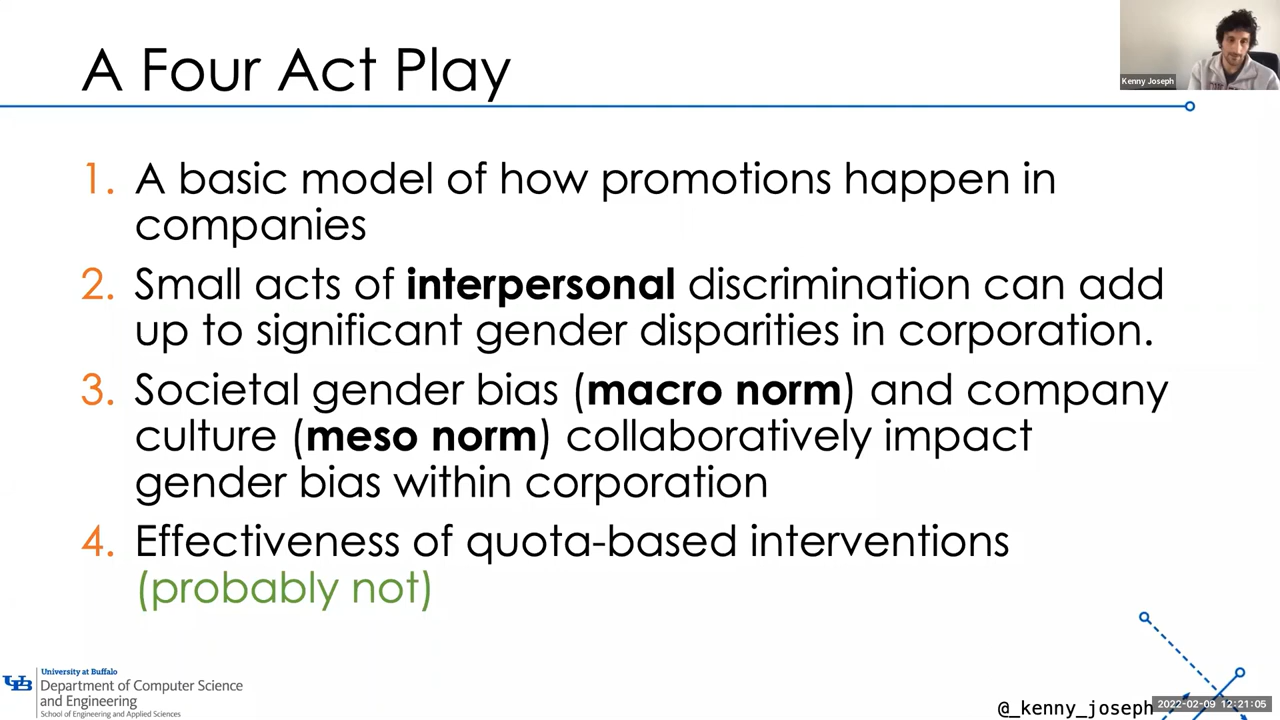 A Four Act Play
Kenny Joseph
1. A basic model of how promotions happen in
companies
2. Small acts of interpersonal discrimination can add
up to significant gender disparities in corporation.
3. Societal gender bias (macro norm) and company
culture (meso norm) collaboratively impact
gender bias within corporation
4. Effectiveness of quota-based interventions
(probably not)
UB
University at Buffalo
Department of Computer Science
and Engineering
School of Engineering and Applied Sciences
@_kenny_joseph
2022-02-09 12:21:05